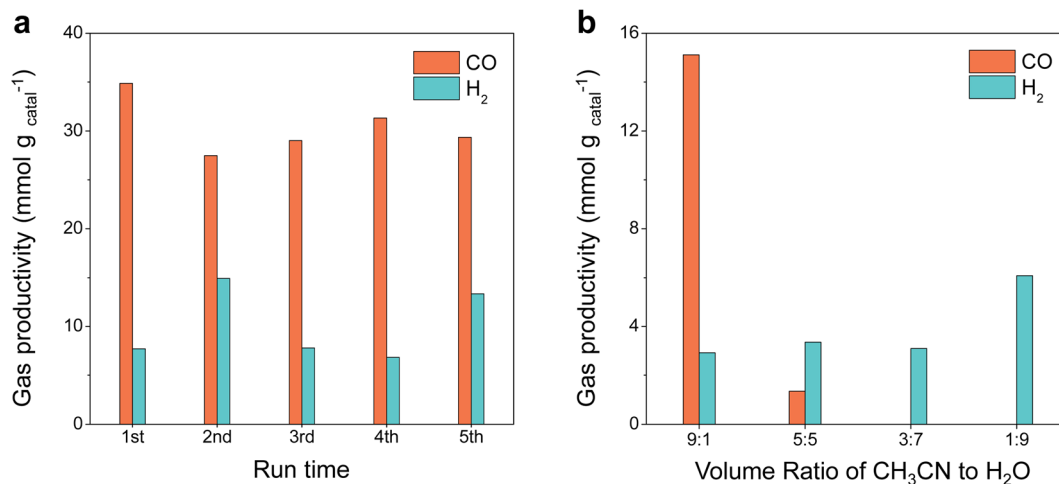 a
40
30
20
10
0
Gas productivity (mmol g catal⁻¹)
CO
H₂
1st 2nd 3rd 4th 5th
Run time
b
16
12
8
4
0
Gas productivity (mmol g catal⁻¹)
CO
H₂
9:1 5:5 3:7 1:9
Volume Ratio of CH₃CN to H₂O